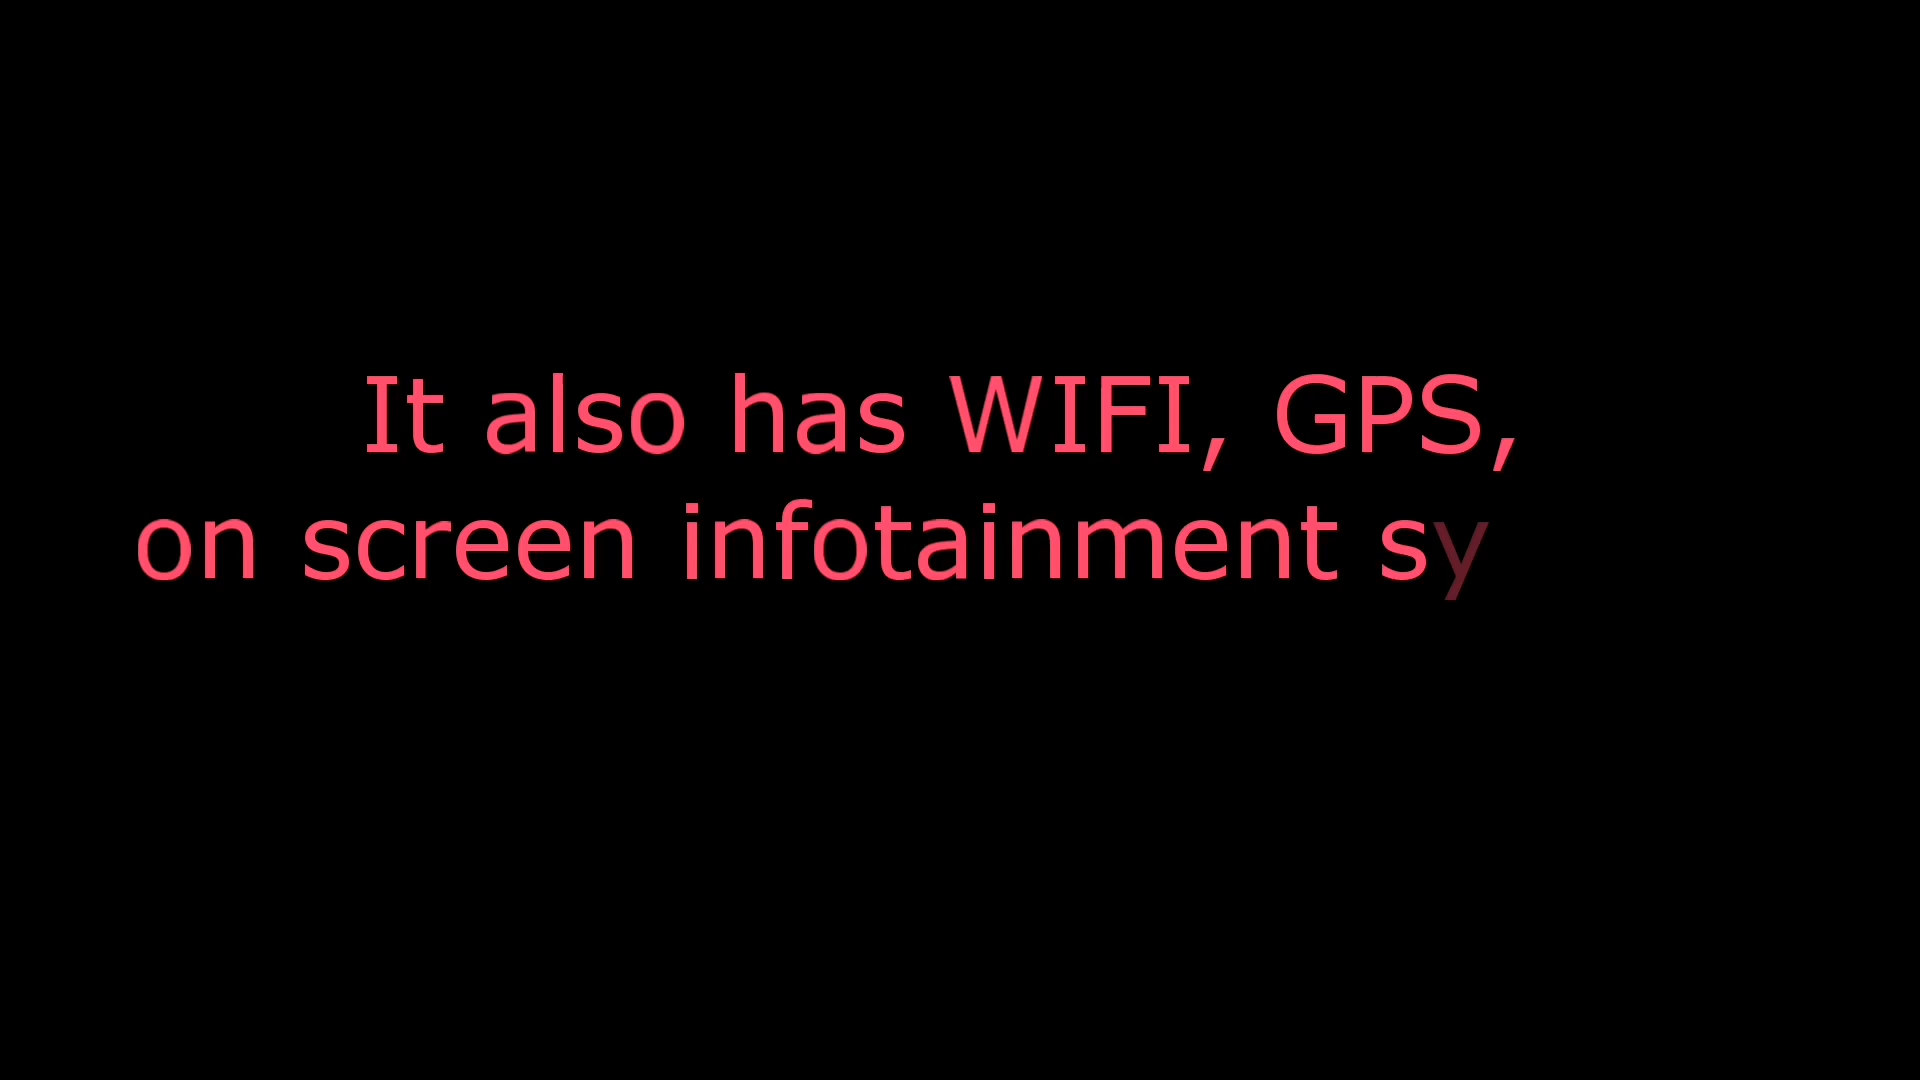 It also has WIFI, GPS,
on screen infotainment sy